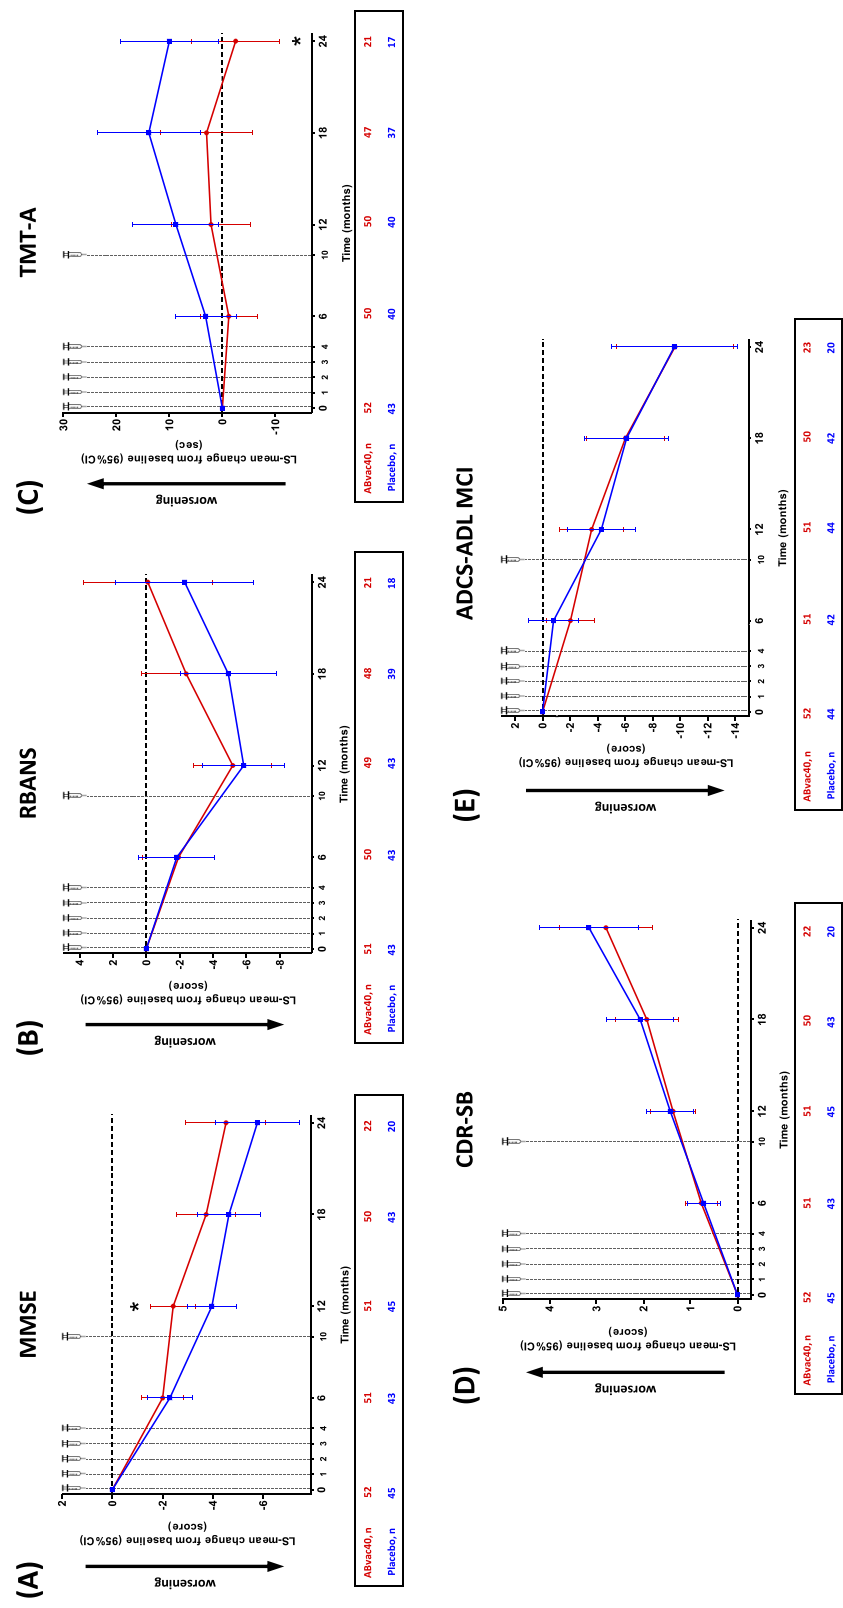 (A)
MMSE
worsening
LS-mean change from baseline (95%CI)
(score)
2
0
-2
-4
-6
0 1 2 3 4 6 10 12 18 24
*
Time (months)
ABvac40, n 52 51 51 50 22
Placebo, n 45 43 45 43 20
(B)
RBANS
worsening
LS-mean change from baseline (95%CI)
(score)
4
2
0
-2
-4
-6
-8
0 1 2 3 4 6 10 12 18 24
Time (months)
ABvac40, n 51 50 49 48 21
Placebo, n 43 43 43 39 18
(C)
TMT-A
worsening
LS-mean change from baseline (95%CI)
(sec)
30
20
10
0
-10
0 1 2 3 4 6 10 12 18 24
*
Time (months)
ABvac40, n 52 50 50 47 21
Placebo, n 43 40 40 37 17
(D)
CDR-SB
worsening
LS-mean change from baseline (95%CI)
(score)
5
4
3
2
1
0
0 1 2 3 4 6 10 12 18 24
Time (months)
ABvac40, n 52 51 51 50 22
Placebo, n 45 43 45 43 20
(E)
ADCS-ADL MCI
worsening
LS-mean change from baseline (95%CI)
(score)
2
0
-2
-4
-6
-8
-10
-12
-14
0 1 2 3 4 6 10 12 18 24
Time (months)
ABvac40, n 52 51 51 50 23
Placebo, n 44 42 44 42 20